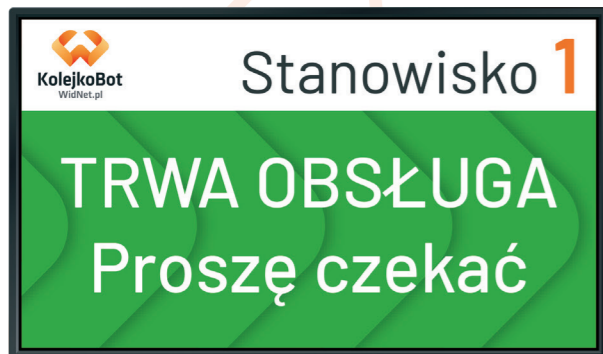 KolejkoBot
WidNet.pl
Stanowisko 1
TRWA OBSŁUGA
Proszę czekać